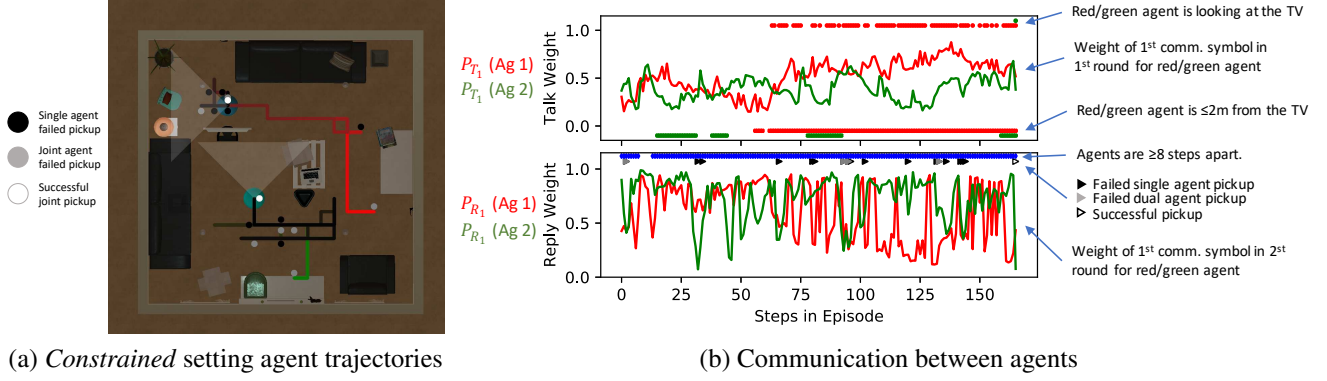 Single agent
failed pickup
Joint agent
failed pickup
Successful
joint pickup
(a) Constrained setting agent trajectories
P_{T_1} (Ag 1)
P_{T_1} (Ag 2)
Talk Weight
1.0
0.5
0.0
P_{R_1} (Ag 1)
P_{R_1} (Ag 2)
Reply Weight
1.0
0.5
0.0
0
25
50
75
100
125
150
Steps in Episode
Red/green agent is looking at the TV
Weight of 1st comm. symbol in
1st round for red/green agent
Red/green agent is ≤2m from the TV
Agents are ≥8 steps apart.
Failed single agent pickup
Failed dual agent pickup
Successful pickup
Weight of 1st comm. symbol in 2st
round for red/green agent
(b) Communication between agents